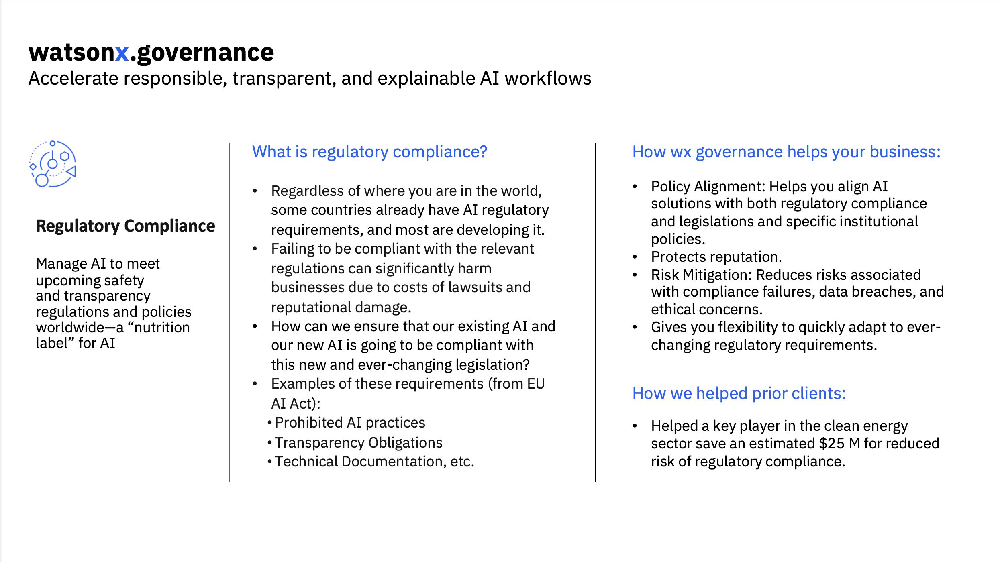 watsonx.governance
Accelerate responsible, transparent, and explainable AI workflows
Regulatory Compliance
Manage AI to meet
upcoming safety
and transparency
regulations and policies
worldwide—a “nutrition
label” for AI
What is regulatory compliance?
• Regardless of where you are in the world,
some countries already have AI regulatory
requirements, and most are developing it.
• Failing to be compliant with the relevant
regulations can significantly harm
businesses due to costs of lawsuits and
reputational damage.
• How can we ensure that our existing AI and
our new AI is going to be compliant with
this new and ever-changing legislation?
• Examples of these requirements (from EU
AI Act):
• Prohibited AI practices
• Transparency Obligations
• Technical Documentation, etc.
How wx governance helps your business:
• Policy Alignment: Helps you align AI
solutions with both regulatory compliance
and legislations and specific institutional
policies.
• Protects reputation.
• Risk Mitigation: Reduces risks associated
with compliance failures, data breaches, and
ethical concerns.
• Gives you flexibility to quickly adapt to ever-
changing regulatory requirements.
How we helped prior clients:
• Helped a key player in the clean energy
sector save an estimated $25 M for reduced
risk of regulatory compliance.